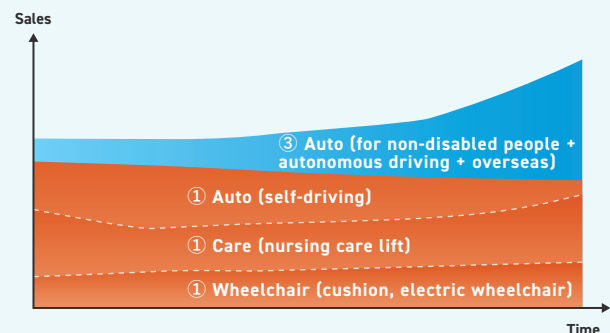 Sales
③ Auto (for non-disabled people +
autonomous driving + overseas)
① Auto (self-driving)
① Care (nursing care lift)
① Wheelchair (cushion, electric wheelchair)
Time